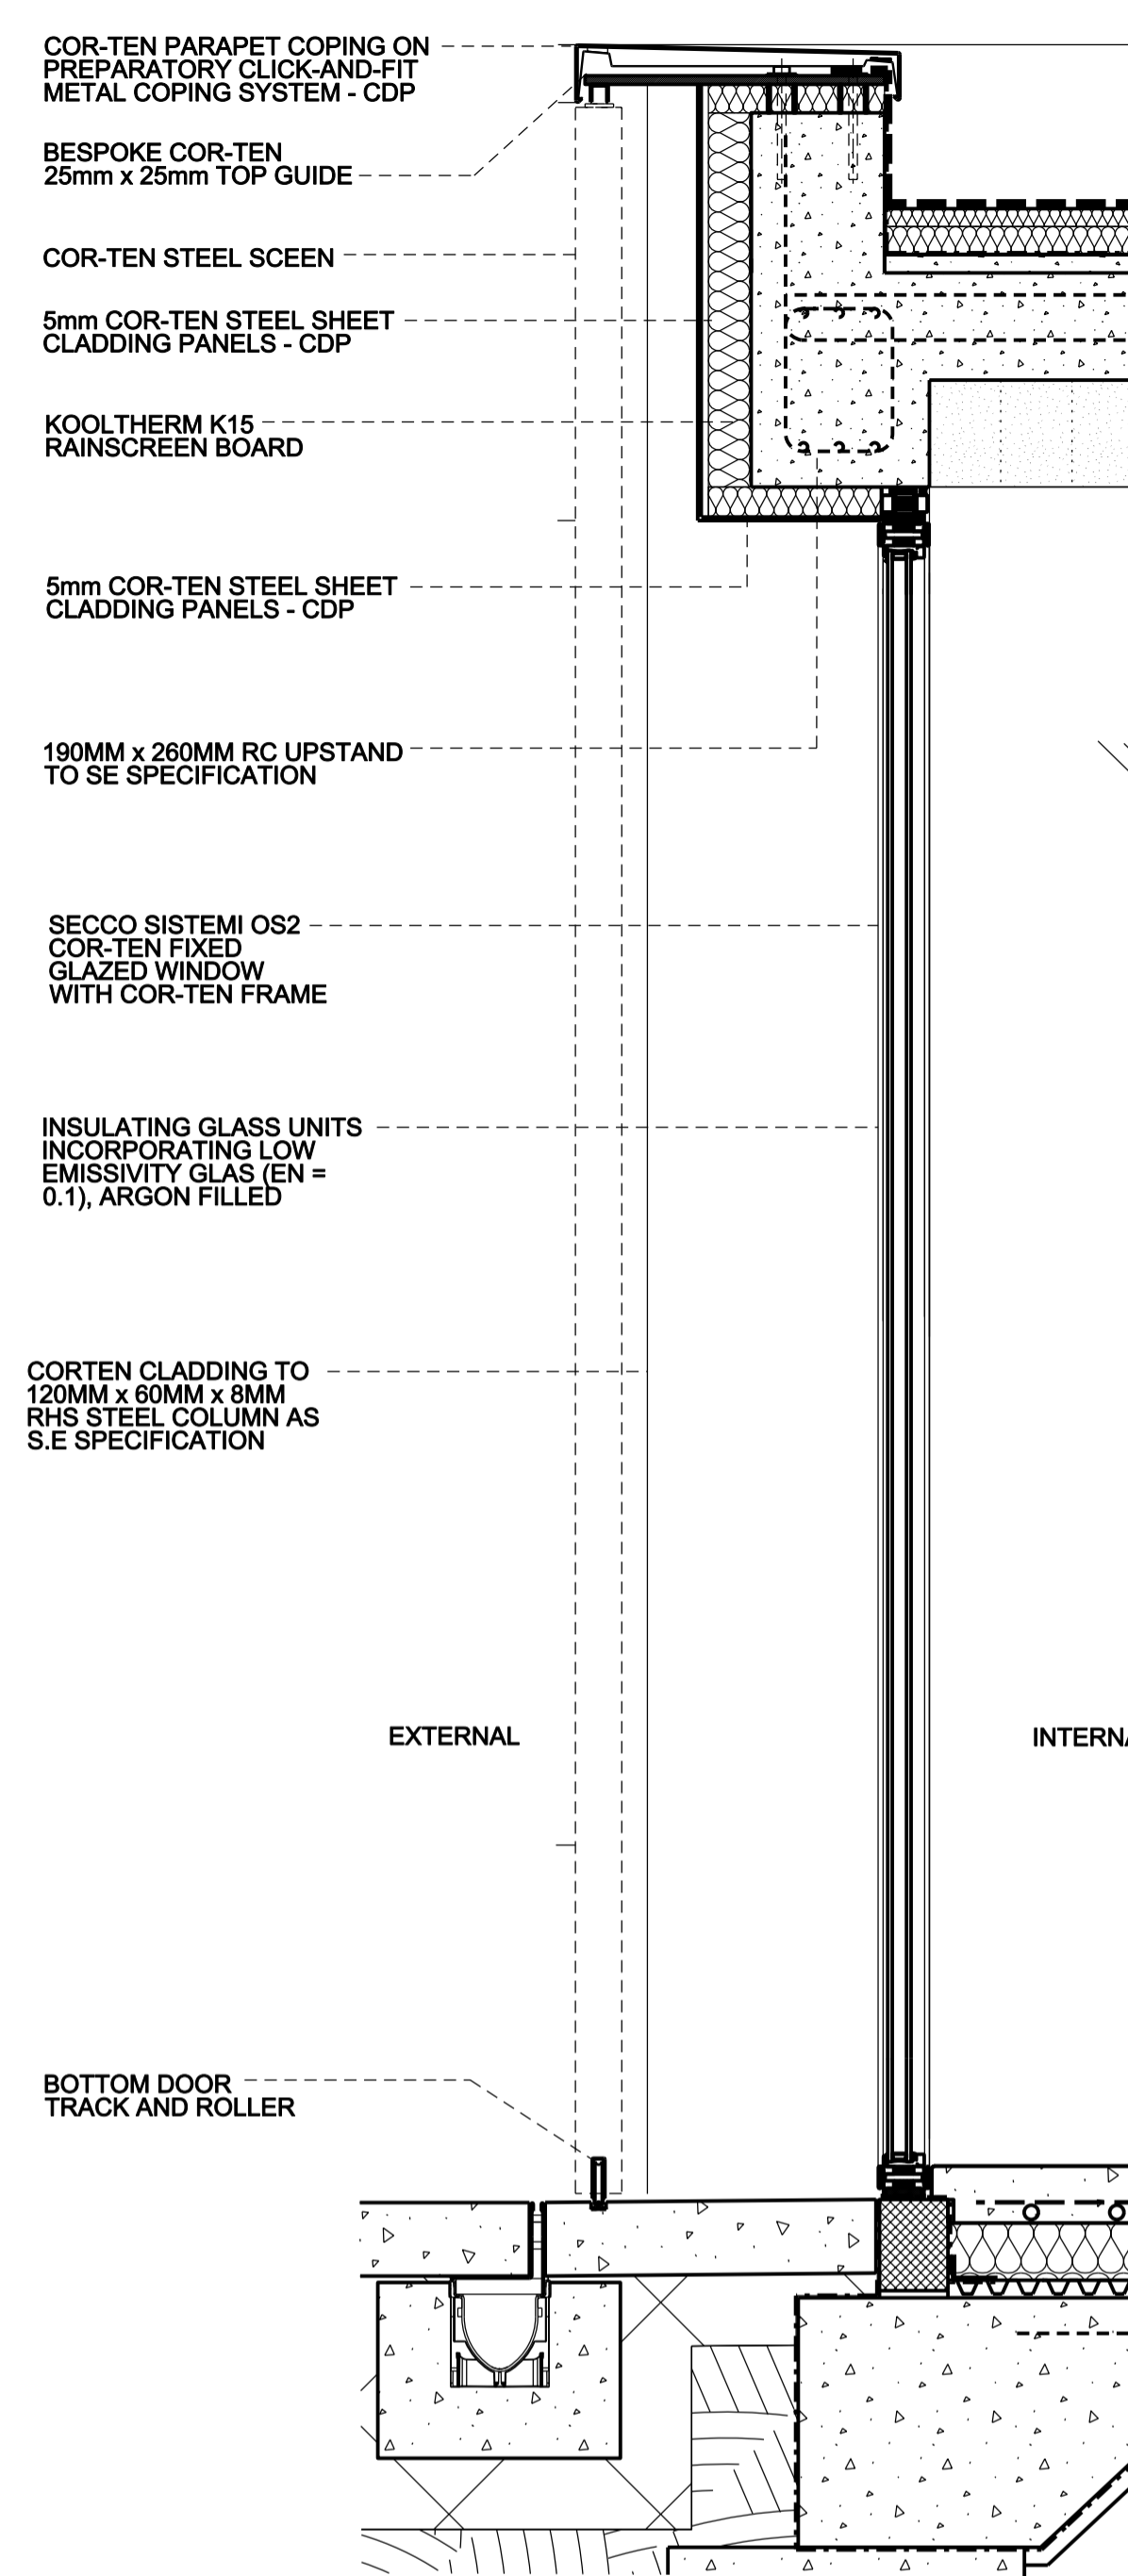 COR-TEN PARAPET COPING ON
PREPARATORY CLICK-AND-FIT
METAL COPING SYSTEM - CDP
BESPOKE COR-TEN
25mm x 25mm TOP GUIDE
COR-TEN STEEL SCEEN
5mm COR-TEN STEEL SHEET
CLADDING PANELS - CDP
KOOLTHERM K15
RAINSCREEN BOARD
5mm COR-TEN STEEL SHEET
CLADDING PANELS - CDP
190MM x 260MM RC UPSTAND
TO SE SPECIFICATION
SECCO SISTEMI OS2
COR-TEN FIXED
GLAZED WINDOW
WITH COR-TEN FRAME
INSULATING GLASS UNITS
INCORPORATING LOW
EMISSIVITY GLAS (EN =
0.1), ARGON FILLED
CORTEN CLADDING TO
120MM x 60MM x 8MM
RHS STEEL COLUMN AS
S.E SPECIFICATION
EXTERNAL
BOTTOM DOOR
TRACK AND ROLLER